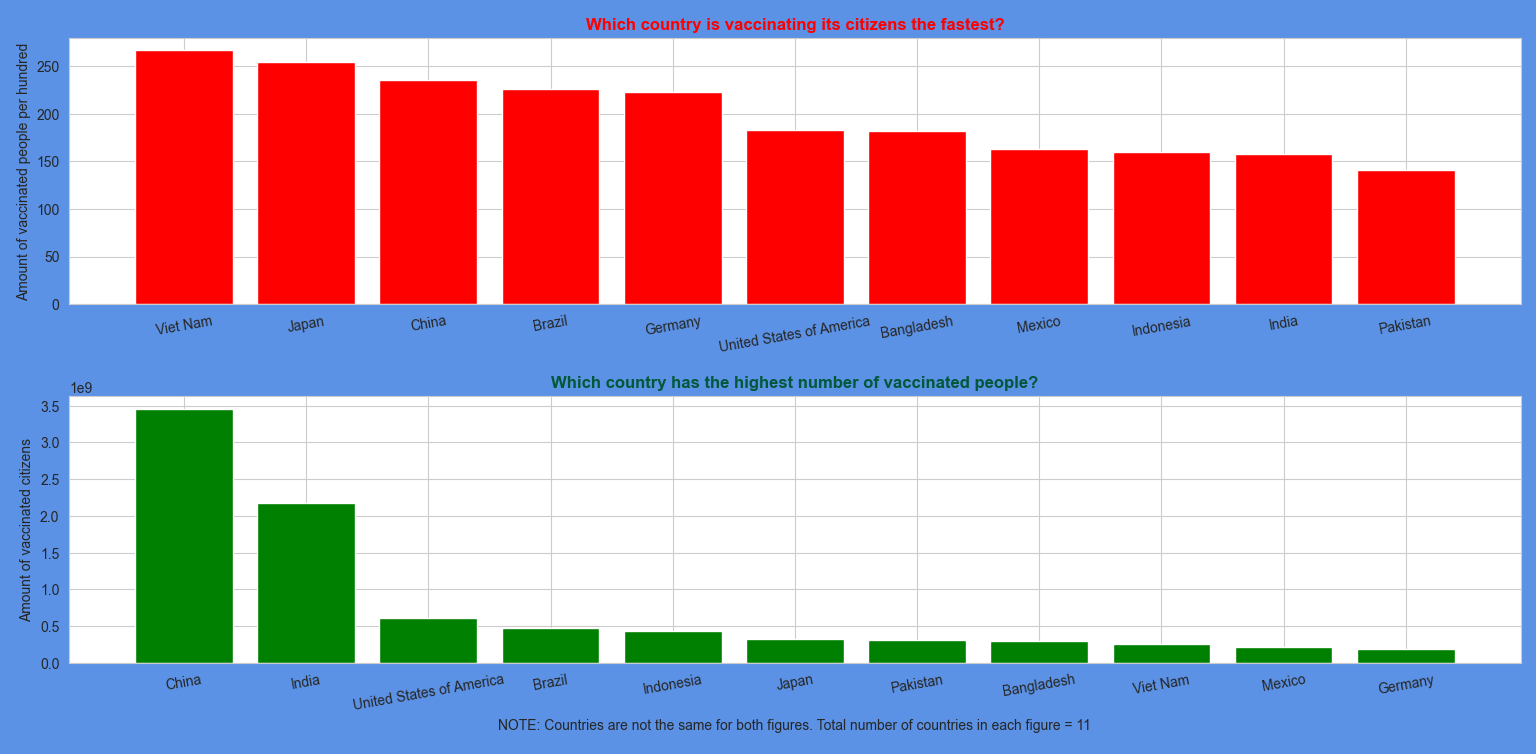 Which country is vaccinating its citizens the fastest?
Amount of vaccinated people per hundred
250
200
150
100
50
0
Viet Nam
Japan
China
Brazil
Germany
United States of America
Bangladesh
Mexico
Indonesia
India
Pakistan
Which country has the highest number of vaccinated people?
1e9
Amount of vaccinated citizens
3.5
3.0
2.5
2.0
1.5
1.0
0.5
0.0
China
India
United States of America
Brazil
Indonesia
Japan
Pakistan
Bangladesh
Viet Nam
Mexico
Germany
NOTE: Countries are not the same for both figures. Total number of countries in each figure = 11